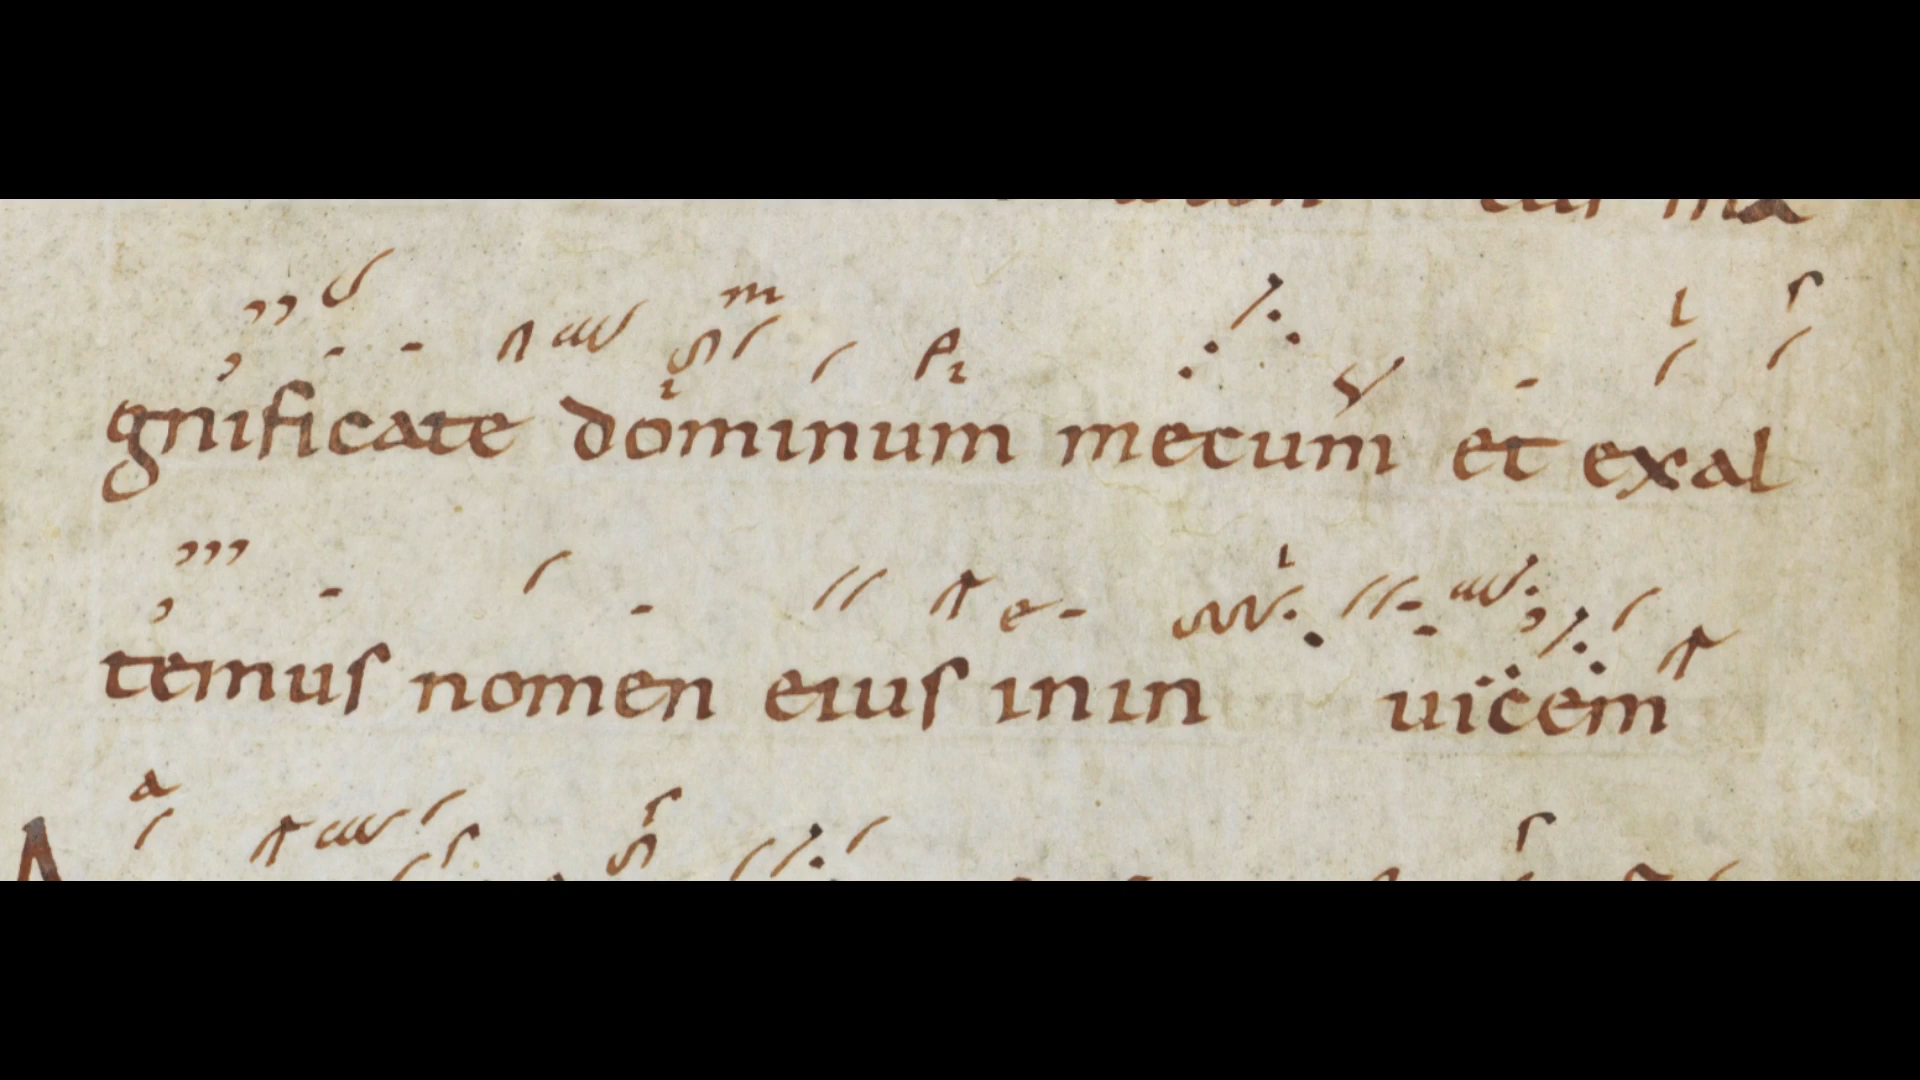 gnificate dominum mecum et exal
temus nomen eius inin uicem